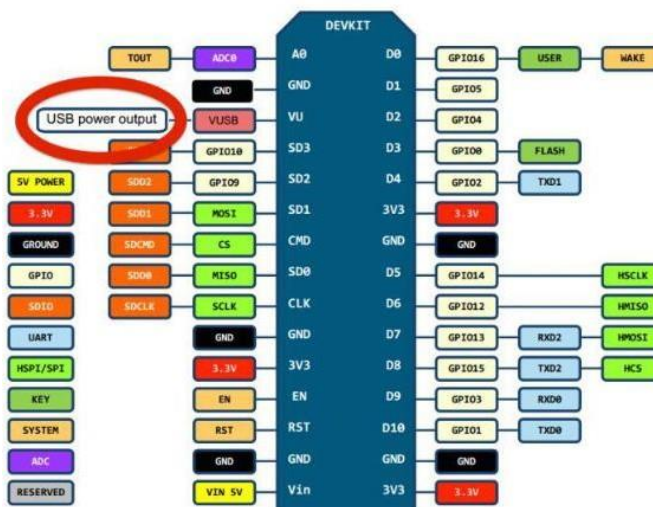 DEVKIT
TOUT ADC0 A0 D0 GPIO16 USER WAKE
GND GND D1 GPIO5
USB power output VUSB VU D2 GPIO4
GPIO10 SD3 D3 GPIO0 FLASH
5V POWER SDD2 GPIO9 SD2 D4 GPIO2 TXD1
3.3V SDD1 MOSI SD1 3V3 3.3V
GROUND SDCMD CS CMD GND GND
GPIO SDD0 MISO SD0 D5 GPIO14 HSCLK
SDIO SDCLK SCLK CLK D6 GPIO12 HMISO
UART GND GND D7 GPIO13 RXD2 HMOSI
HSPI/SPI 3.3V 3V3 D8 GPIO15 TXD2 HCS
KEY EN EN D9 GPIO3 RXD0
SYSTEM RST RST D10 GPIO1 TXD0
ADC GND GND GND GND
RESERVED VIN 5V Vin 3V3 3.3V